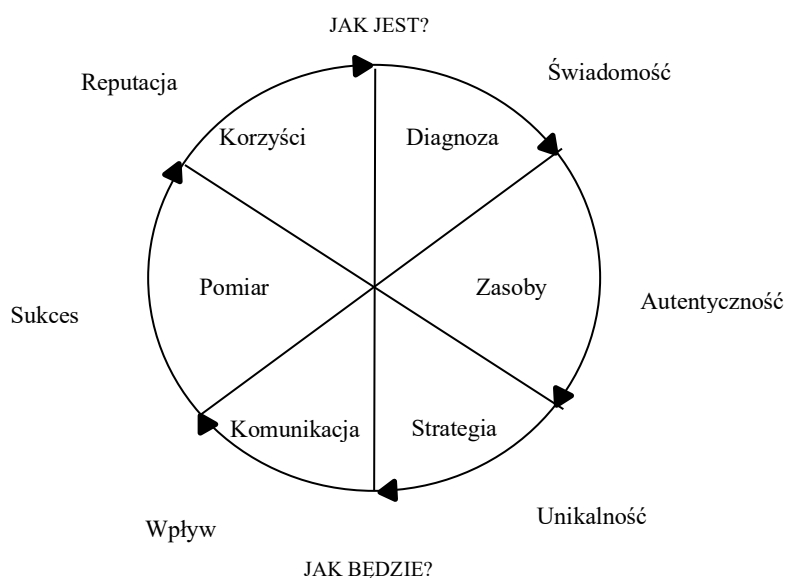 JAK JEST?
Reputacja
Świadomość
Korzyści
Diagnoza
Pomiar
Zasoby
Sukces
Autentyczność
Komunikacja
Strategia
Wpływ
Unikalność
JAK BĘDZIE?